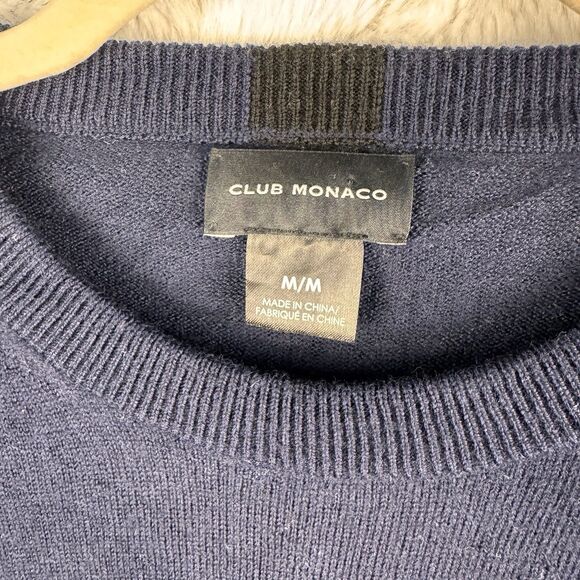 CLUB MONACO
M/M
MADE IN CHINA/
FABRIQUÉ EN CHINE